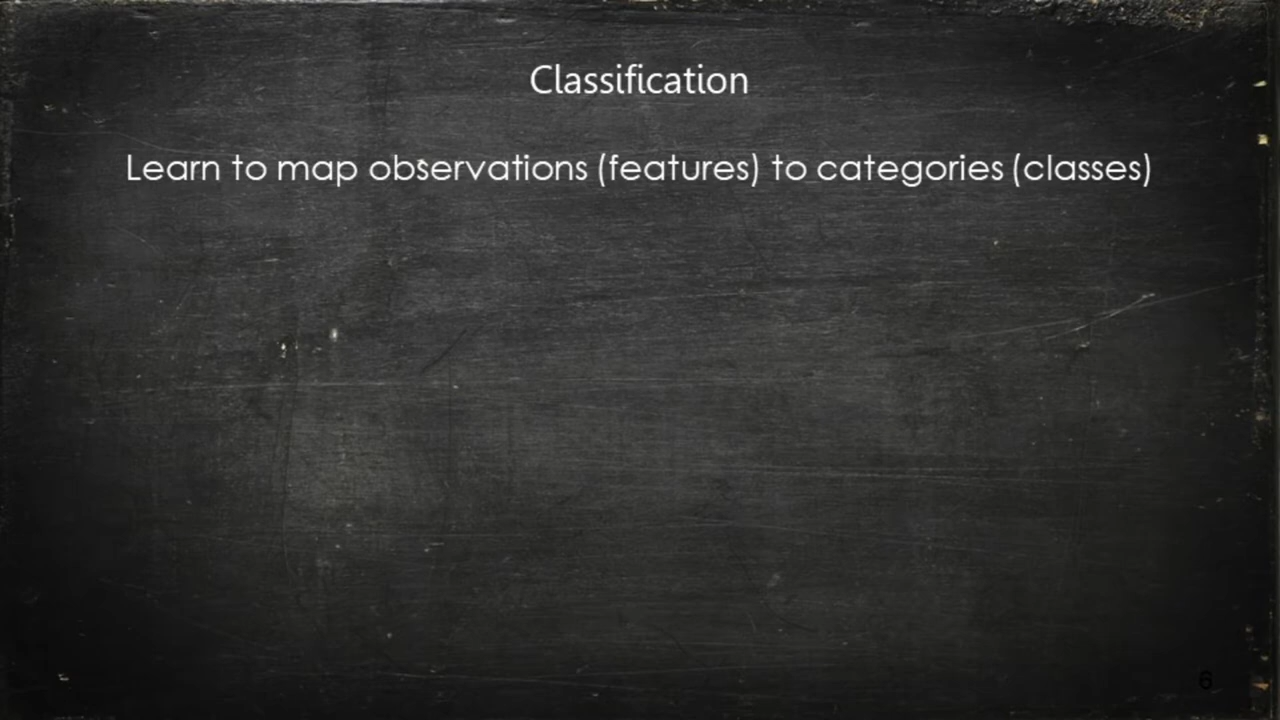 Classification
Learn to map observations (features) to categories (classes)
6